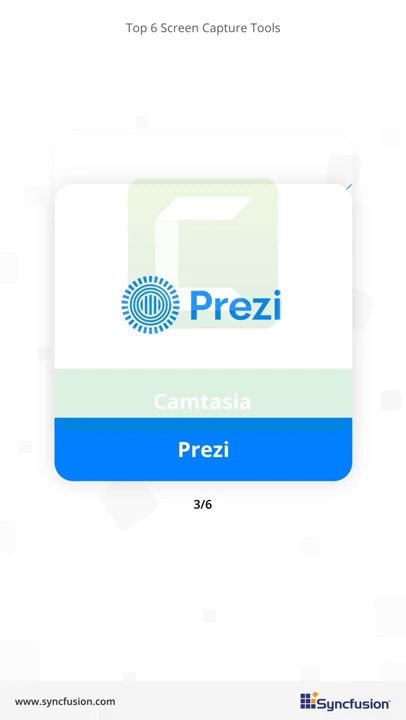 Top 6 Screen Capture Tools
Prezi
Camtasia
Prezi
3/6
www.syncfusion.com
Syncfusion